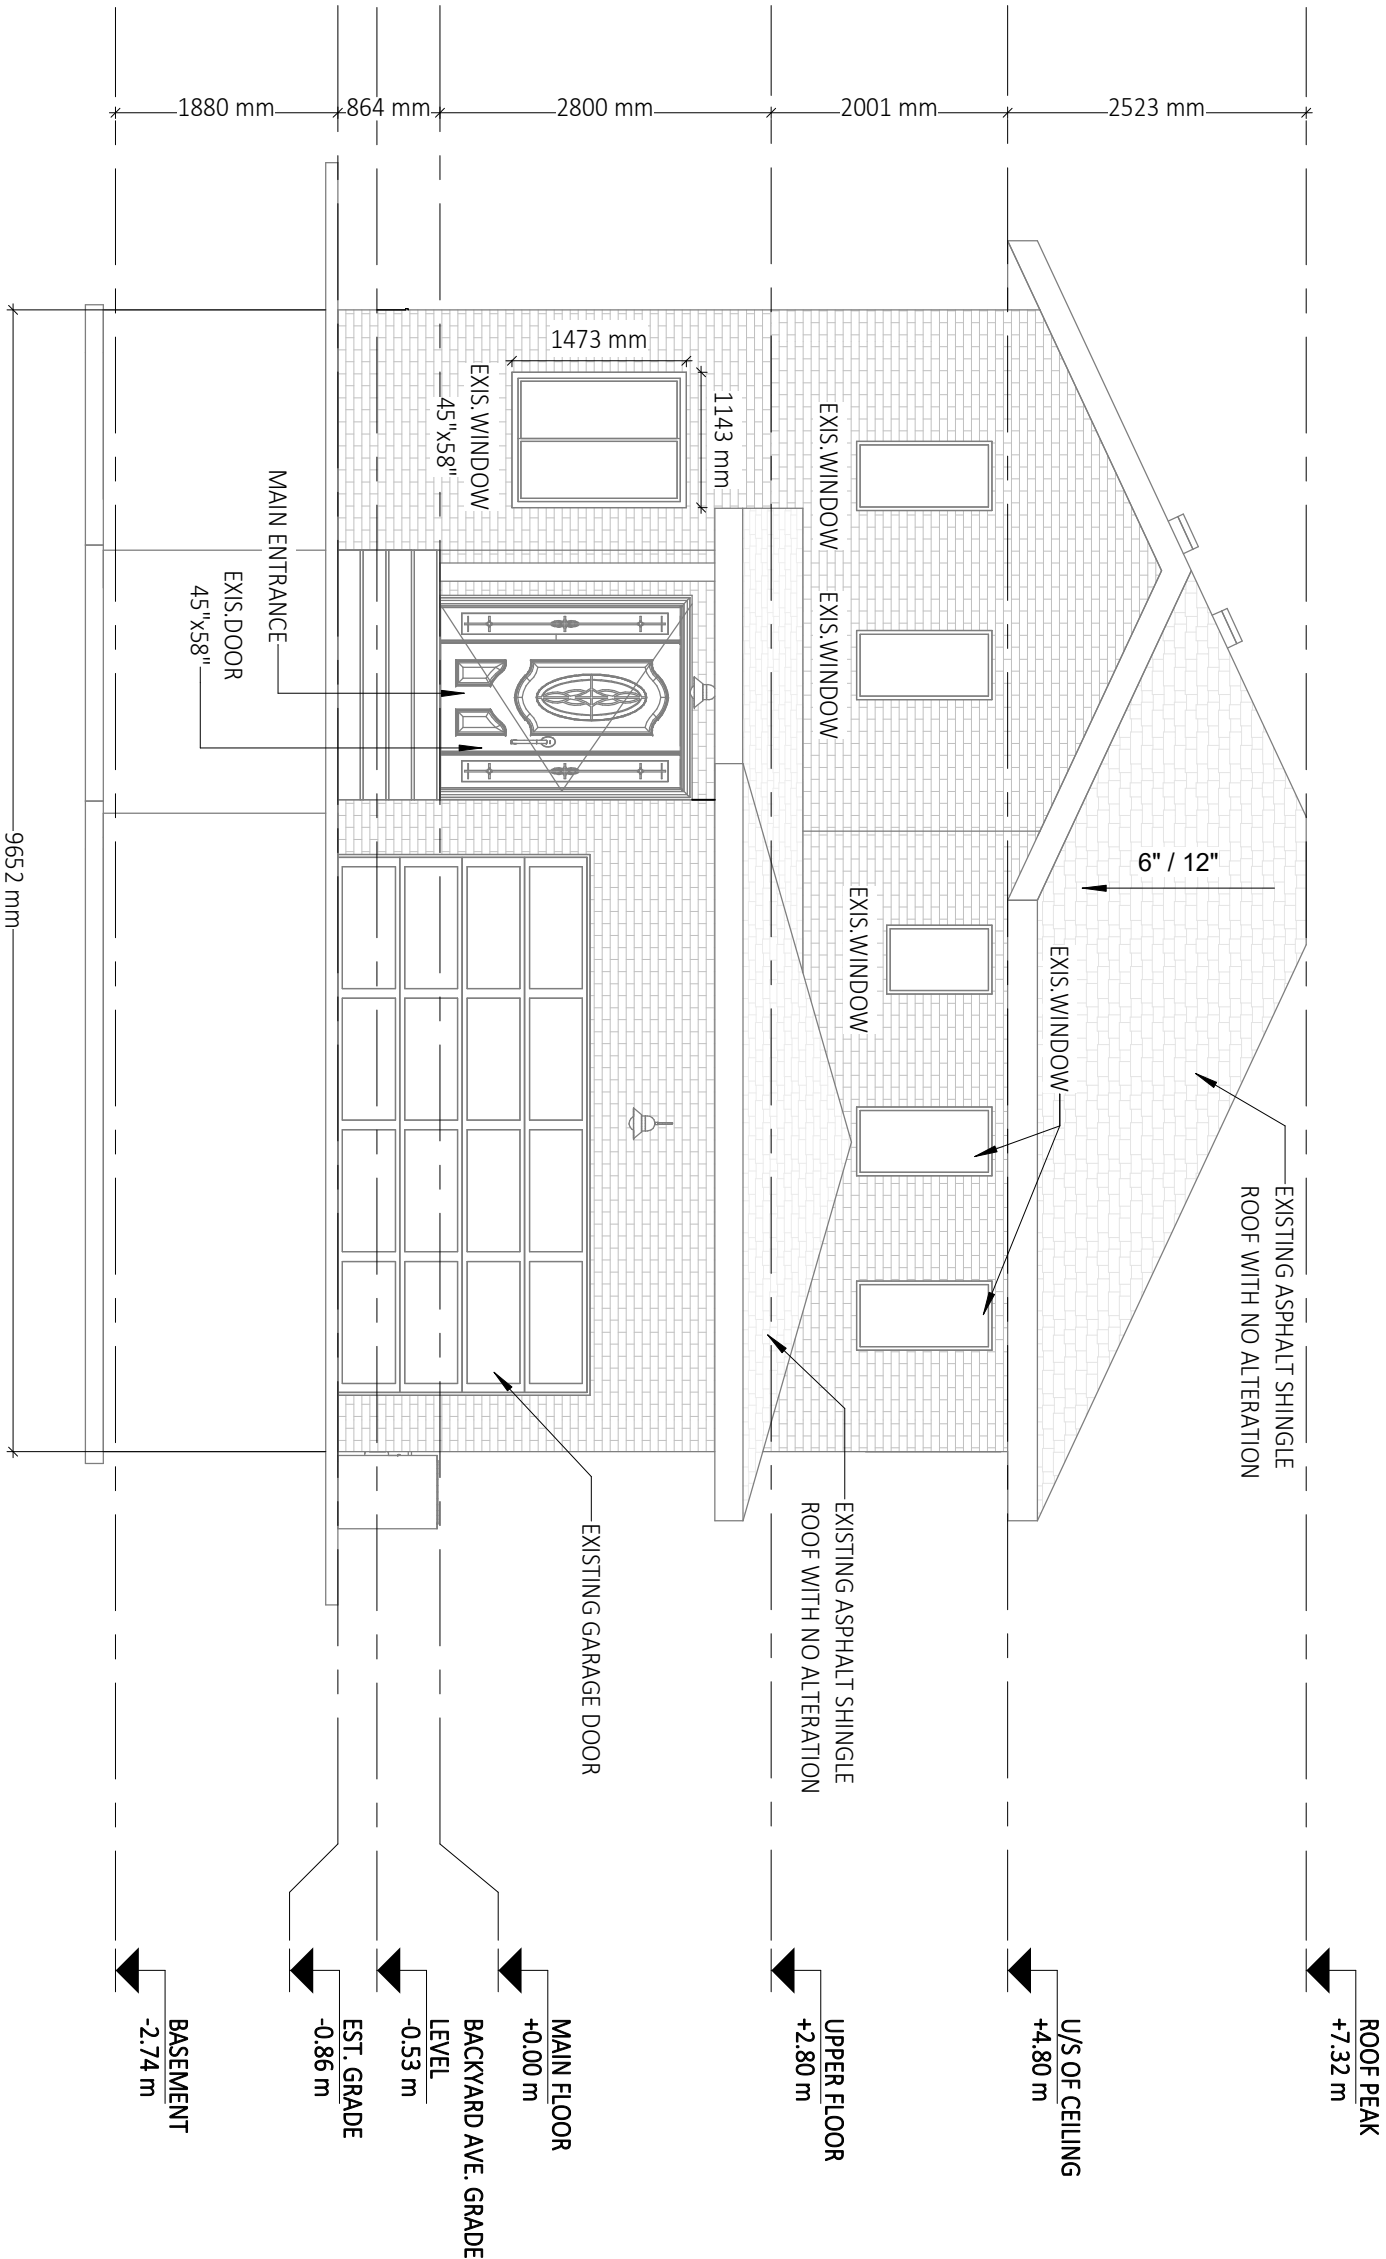 ROOF PEAK
+7.32 m
U/S OF CEILING
+4.80 m
UPPER FLOOR
+2.80 m
MAIN FLOOR
+0.00 m
BACKYARD AVE. GRADE
LEVEL
-0.53 m
EST. GRADE
-0.86 m
BASEMENT
-2.74 m
2523 mm
2001 mm
2800 mm
864 mm
1880 mm
9652 mm
6" / 12"
EXISTING ASPHALT SHINGLE
ROOF WITH NO ALTERATION
EXIS.WINDOW
EXIS.WINDOW
EXIS.WINDOW
EXIS.WINDOW
EXISTING ASPHALT SHINGLE
ROOF WITH NO ALTERATION
1143 mm
1473 mm
EXIS.WINDOW
45"x58"
EXISTING GARAGE DOOR
MAIN ENTRANCE
EXIS.DOOR
45"x58"